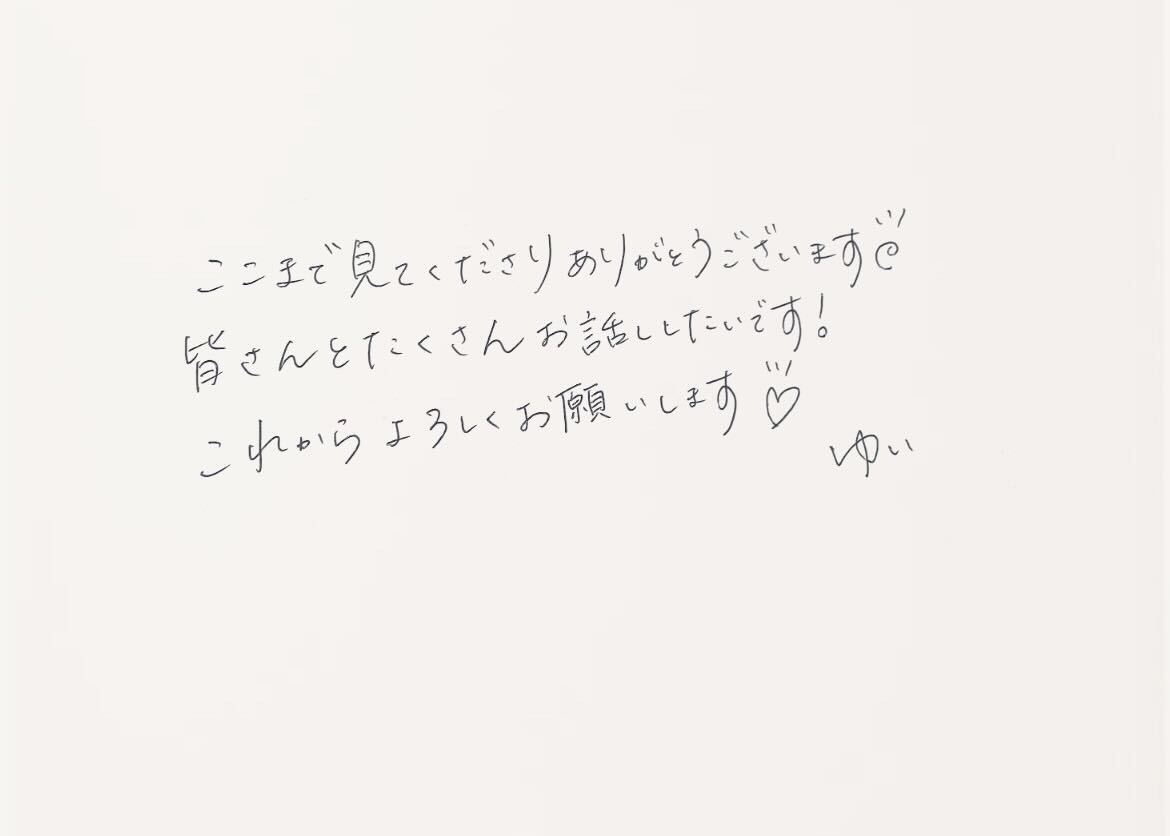 ここまで見てくださりありがとうございます
皆さんとたくさんお話ししたいです!
これからよろしくお願いします♡
ゆい